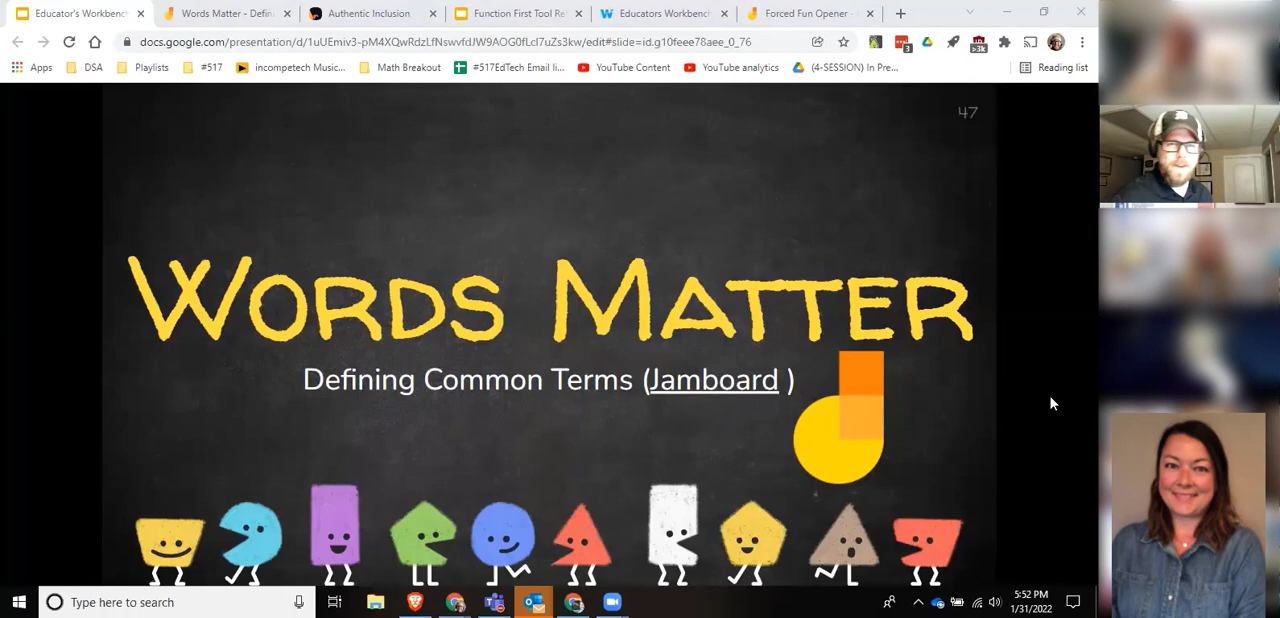 Educator's Workbench
Words Matter - Defin
Authentic Inclusion
Function First Tool Re
Educators Workbench
Forced Fun Opener -
docs.google.com/presentation/d/1uUEmiv3-pM4XQwRdzLfNswvfdJW9AOG0fLcl7uZs3kw/edit#slide=id.g10feee78aee_0_76
3
>3k
Apps
DSA
Playlists
#517
incompetech Music...
Math Breakout
#517EdTech Email li...
YouTube Content
YouTube analytics
(4-SESSION) In Pre...
Reading list
47
Words Matter
Defining Common Terms (Jamboard )
Type here to search
5:52 PM
1/31/2022